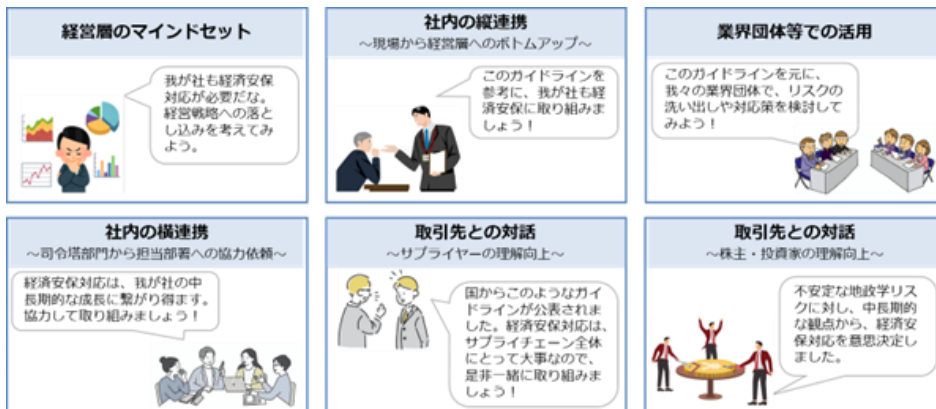 経営層のマインドセット
我が社も経済安保
対応が必要だな。
経営戦略への落と
し込みを考えてみ
よう。
社内の縦連携
～現場から経営層へのボトムアップ～
このガイドラインを
参考に、我が社も経
済安保に取り組みま
しょう！
業界団体等での活用
このガイドラインを元に、
我々の業界団体で、リスクの
洗い出しや対応策を検討して
みよう！
社内の横連携
～司令塔部門から担当部署への協力依頼～
経済安保対応は、我が社の中
長期的な成長に繋がり得ます。
協力して取り組みましょう！
取引先との対話
～サプライヤーの理解向上～
国からこのようなガイ
ドラインが公表されま
した。経済安保対応は、
サプライチェーン全体
にとって大事なので、
是非一緒に取り組みま
しょう！
取引先との対話
～株主・投資家の理解向上～
不安定な地政学リス
クに対し、中長期的
な観点から、経済安
保対応を意思決定し
ました。